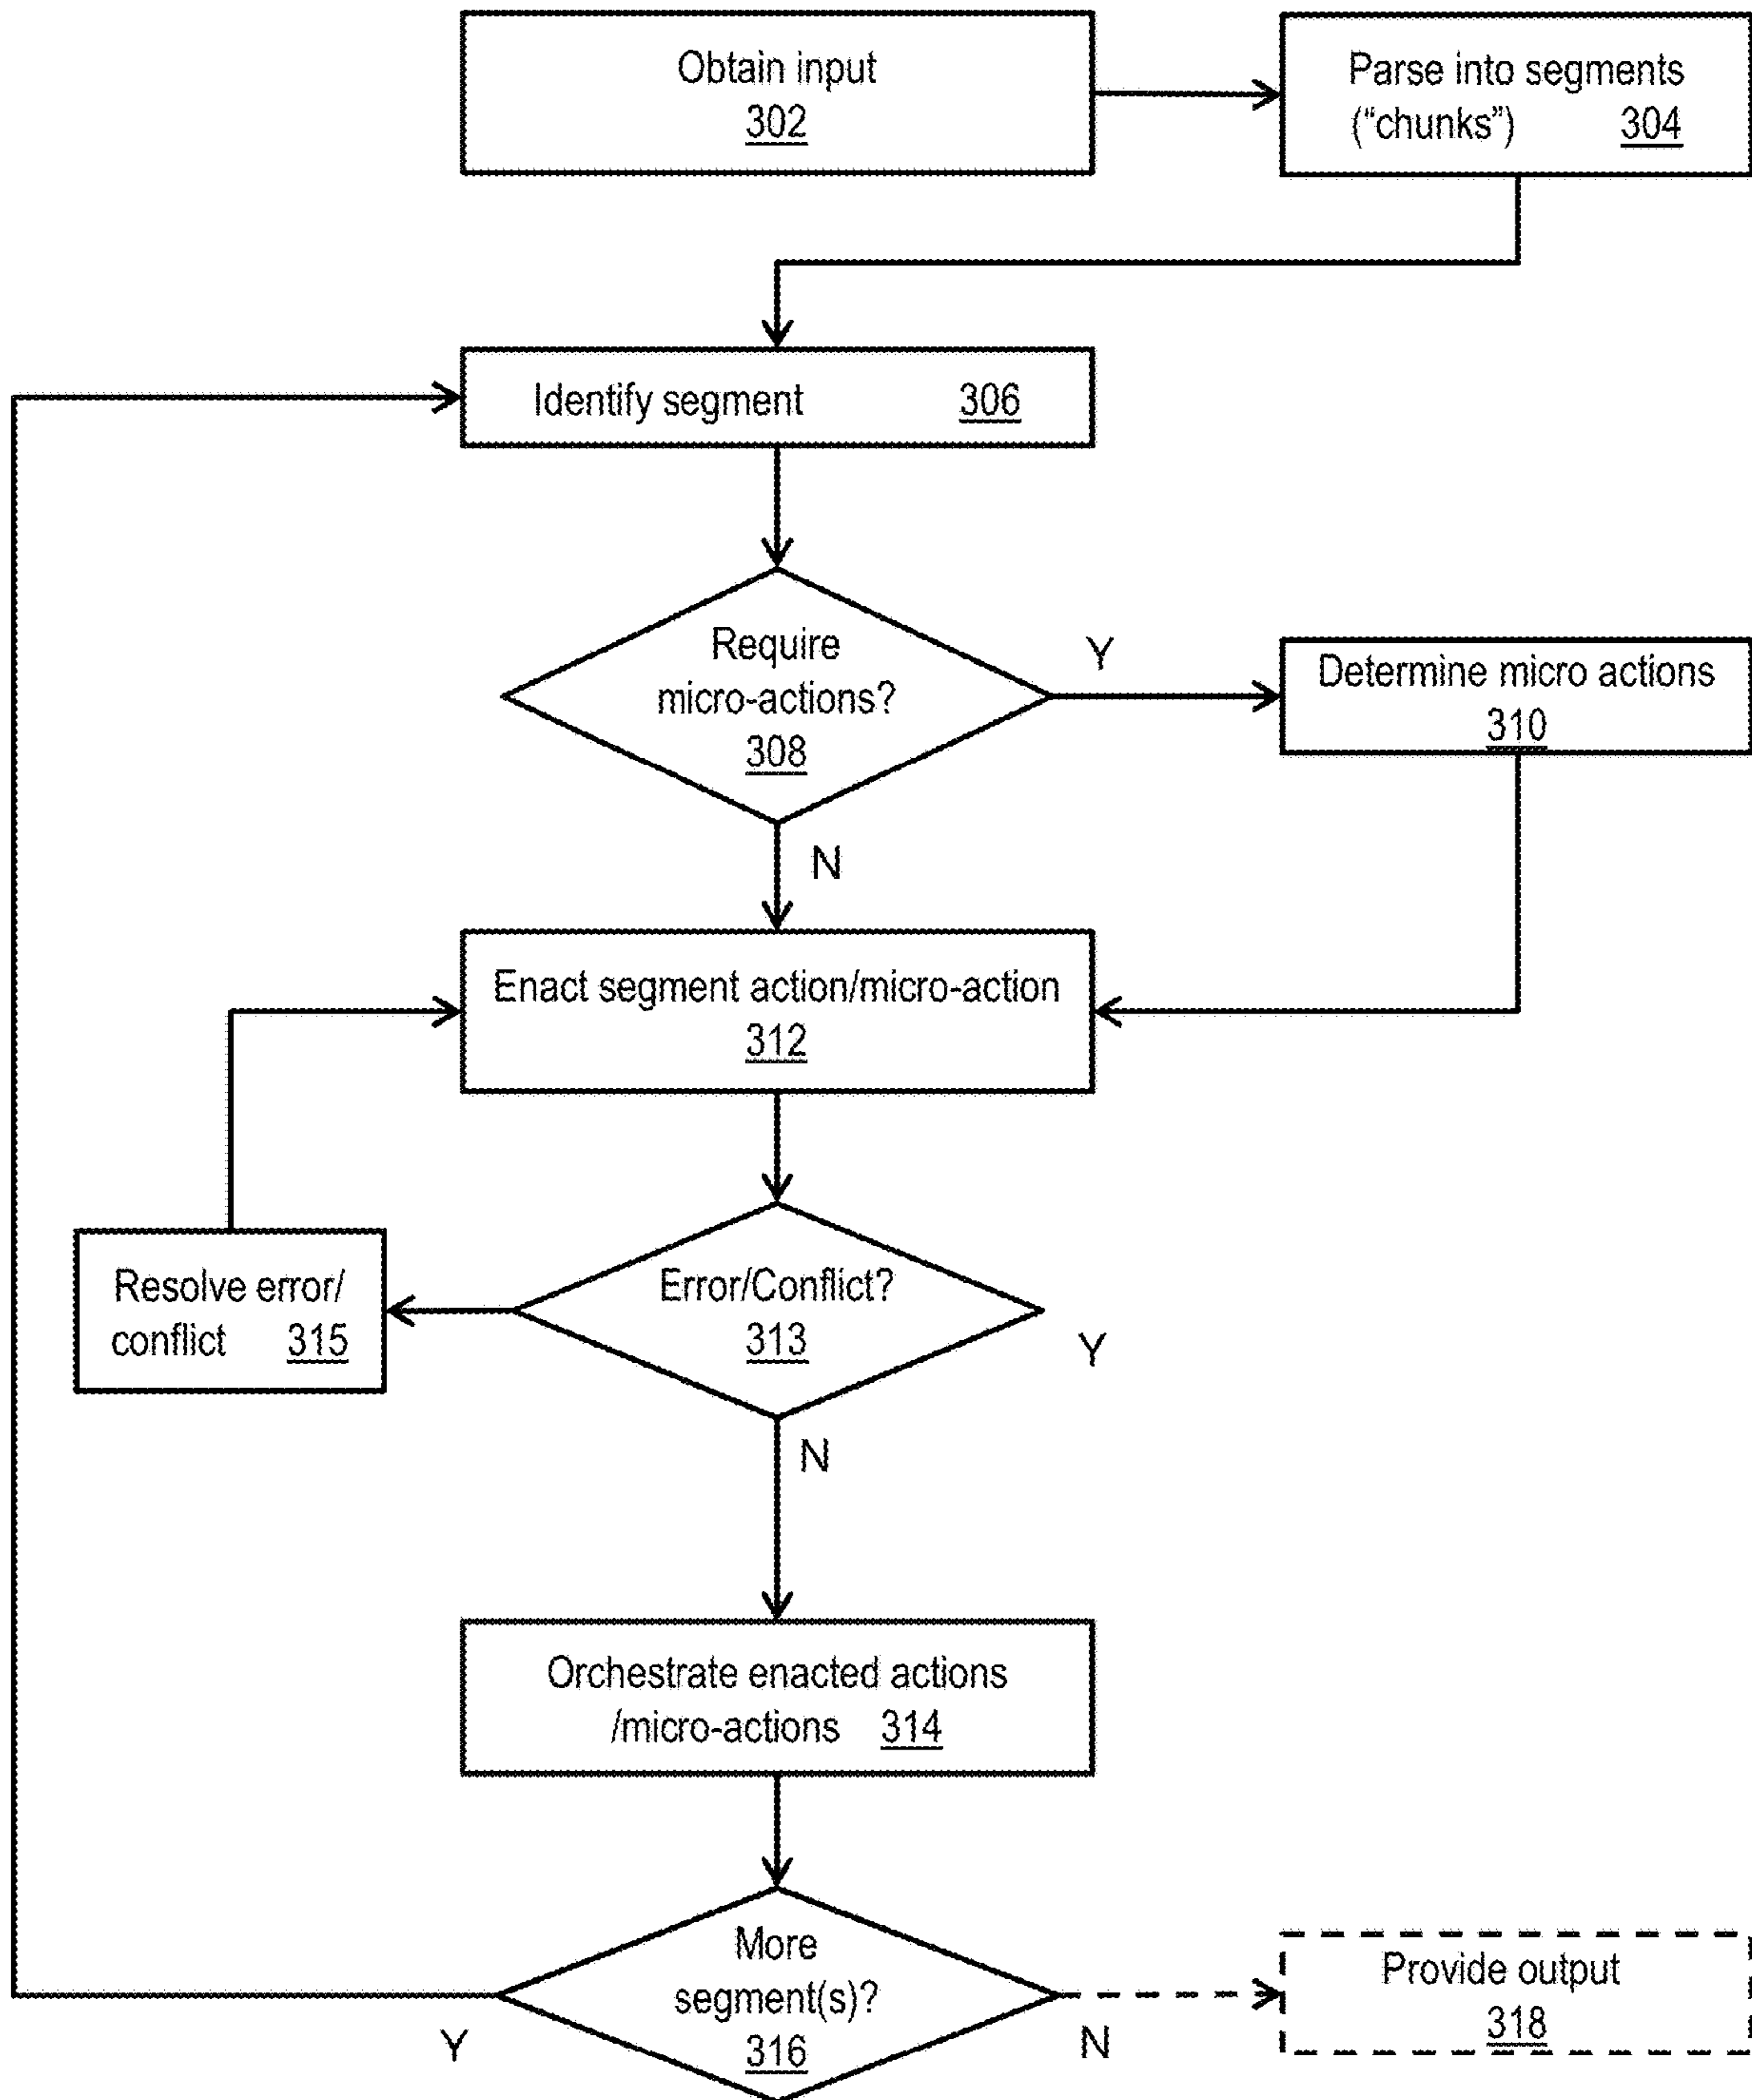 Obtain input
302
Parse into segments
(“chunks”) 304
Identify segment 306
Require
micro-actions?
308
Y
Determine micro actions
310
N
Enact segment action/micro-action
312
Resolve error/
conflict 315
Error/Conflict?
313
Y
N
Orchestrate enacted actions
/micro-actions 314
More
segment(s)?
316
Y
N
Provide output
318